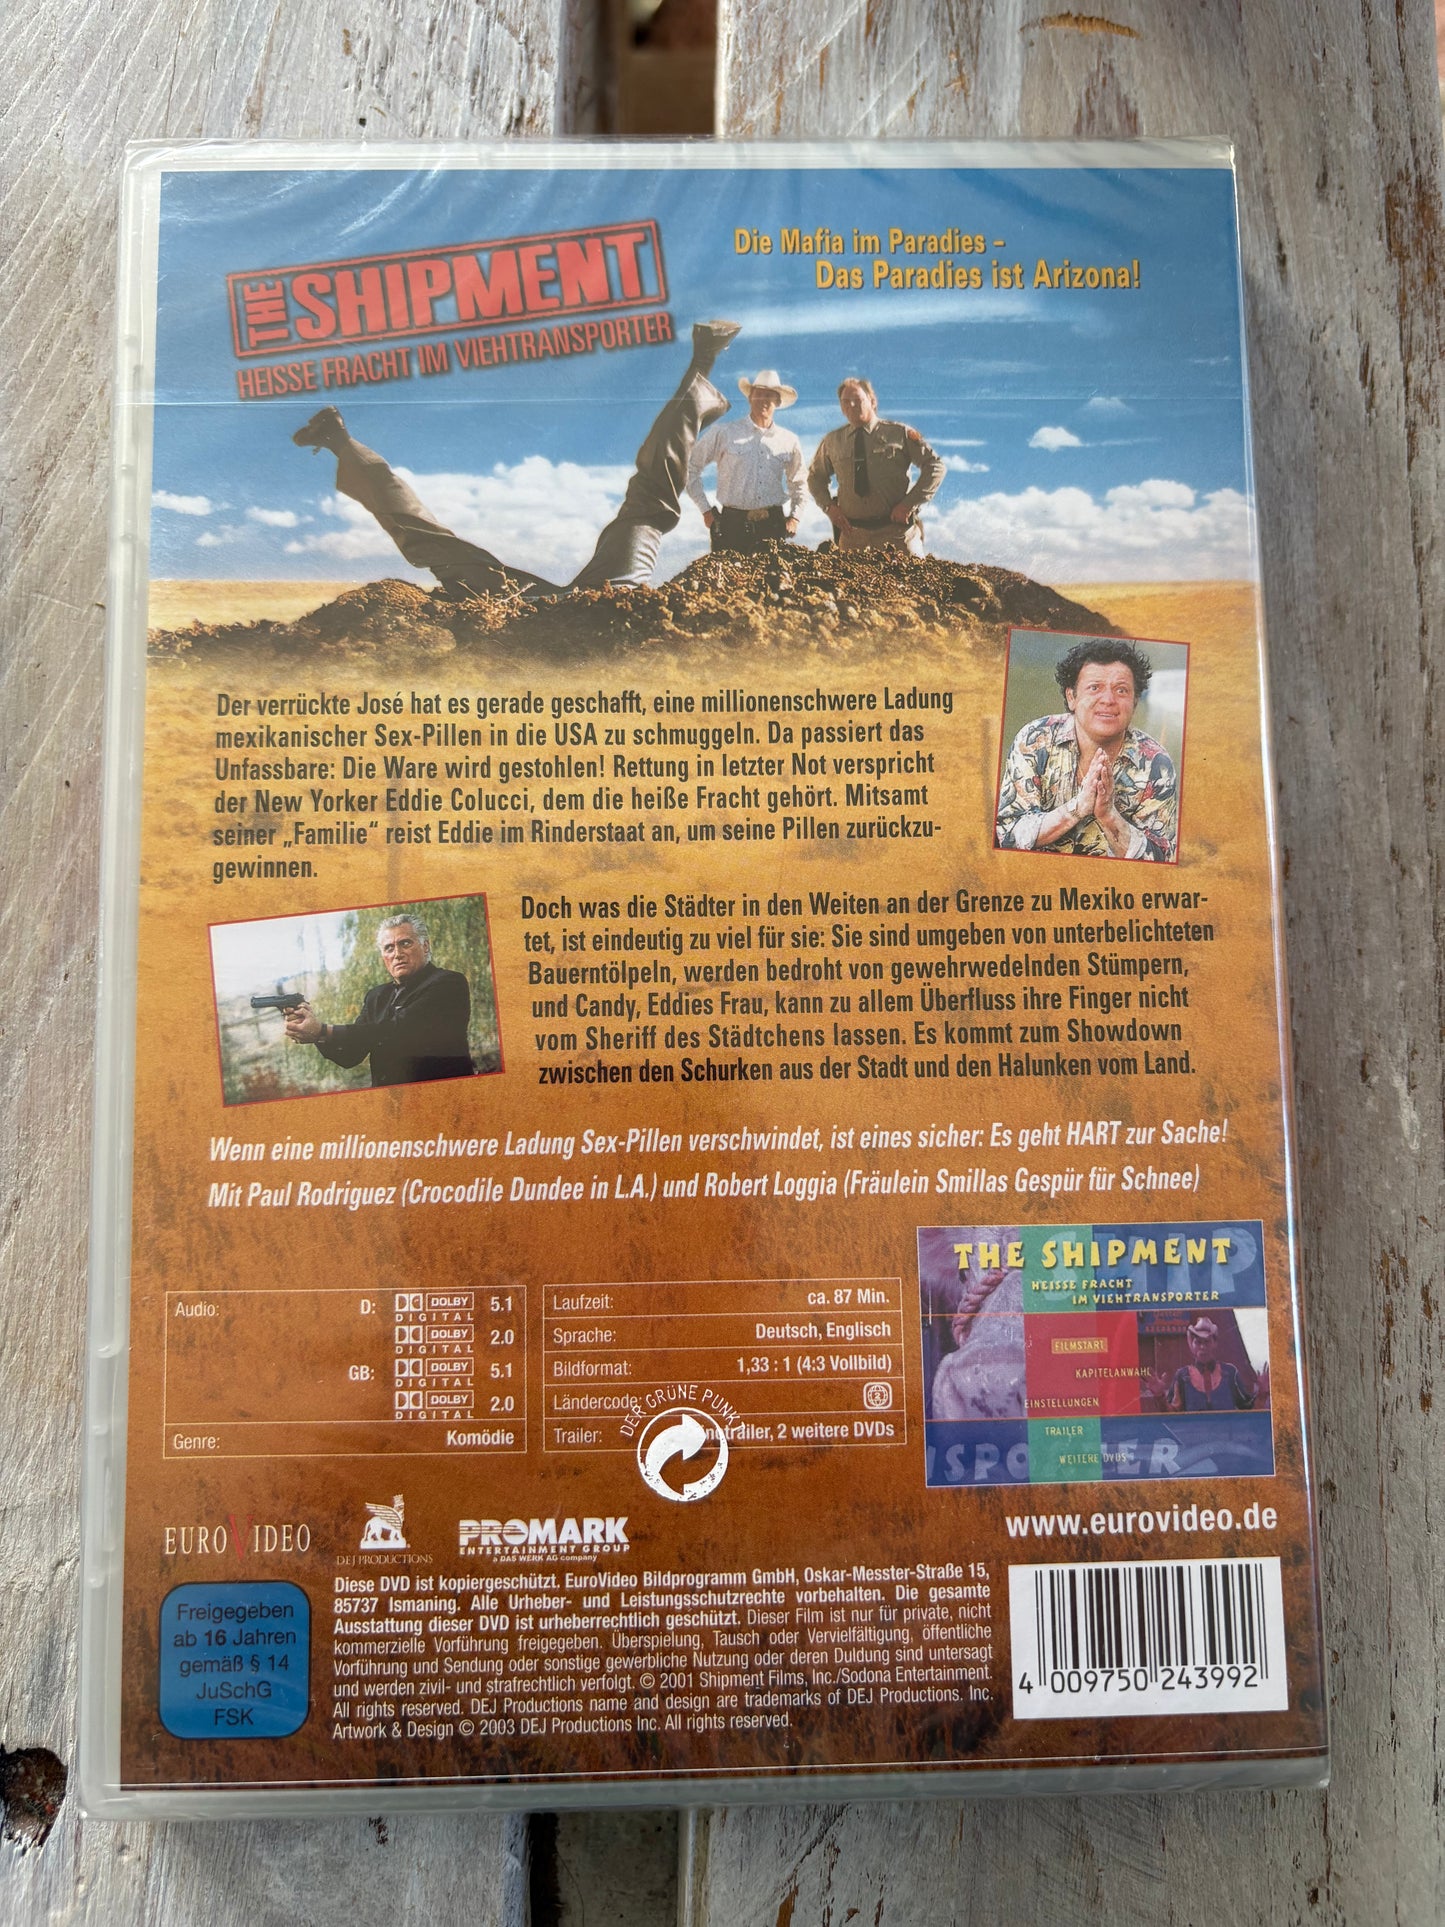 THE SHIPMENT
HEISSE FRACHT IM VIEHTRANSPORTER
Die Mafia im Paradies –
Das Paradies ist Arizona!
Der verrückte José hat es gerade geschafft, eine millionenschwere Ladung
mexikanischer Sex-Pillen in die USA zu schmuggeln. Da passiert das
Unfassbare: Die Ware wird gestohlen! Rettung in letzter Not verspricht
der New Yorker Eddie Colucci, dem die heiße Fracht gehört. Mitsamt
seiner „Familie“ reist Eddie im Rinderstaat an, um seine Pillen zurückzu-
gewinnen.
Doch was die Städter in den Weiten an der Grenze zu Mexiko erwar-
tet, ist eindeutig zu viel für sie: Sie sind umgeben von unterbelichteten
Bauerntölpeln, werden bedroht von gewehrwedelnden Stümpern,
und Candy, Eddies Frau, kann zu allem Überfluss ihre Finger nicht
vom Sheriff des Städtchens lassen. Es kommt zum Showdown
zwischen den Schurken aus der Stadt und den Halunken vom Land.
Wenn eine millionenschwere Ladung Sex-Pillen verschwindet, ist eines sicher: Es geht HART zur Sache!
Mit Paul Rodriguez (Crocodile Dundee in L.A.) und Robert Loggia (Fräulein Smillas Gespür für Schnee)
Audio: D: DOLBY DIGITAL 5.1
DOLBY DIGITAL 2.0
GB: DOLBY DIGITAL 5.1
DOLBY DIGITAL 2.0
Genre: Komödie
Laufzeit: ca. 87 Min.
Sprache: Deutsch, Englisch
Bildformat: 1,33 : 1 (4:3 Vollbild)
Ländercode: 2
Trailer: 2 weitere DVDs
DER GRÜNE PUNKT
THE SHIPMENT
HEISSE FRACHT
IM VIEHTRANSPORTER
FILMSTART
KAPITELANWAHL
EINSTELLUNGEN
TRAILER
WEITERE DVDS
EUROVIDEO
DEJ PRODUCTIONS
PROMARK
ENTERTAINMENT GROUP
a DAS WERK AG company
www.eurovideo.de
Freigegeben
ab 16 Jahren
gemäß § 14
JuSchG
FSK
Diese DVD ist kopiergeschützt. EuroVideo Bildprogramm GmbH, Oskar-Messter-Straße 15,
85737 Ismaning. Alle Urheber- und Leistungsschutzrechte vorbehalten. Die gesamte
Ausstattung dieser DVD ist urheberrechtlich geschützt. Dieser Film ist nur für private, nicht
kommerzielle Vorführung freigegeben. Überspielung, Tausch oder Vervielfältigung, öffentliche
Vorführung und Sendung oder sonstige gewerbliche Nutzung oder deren Duldung sind untersagt
und werden zivil- und strafrechtlich verfolgt. © 2001 Shipment Films, Inc./Sodona Entertainment.
All rights reserved. DEJ Productions name and design are trademarks of DEJ Productions. Inc.
Artwork & Design © 2003 DEJ Productions Inc. All rights reserved.
4 009750 243992